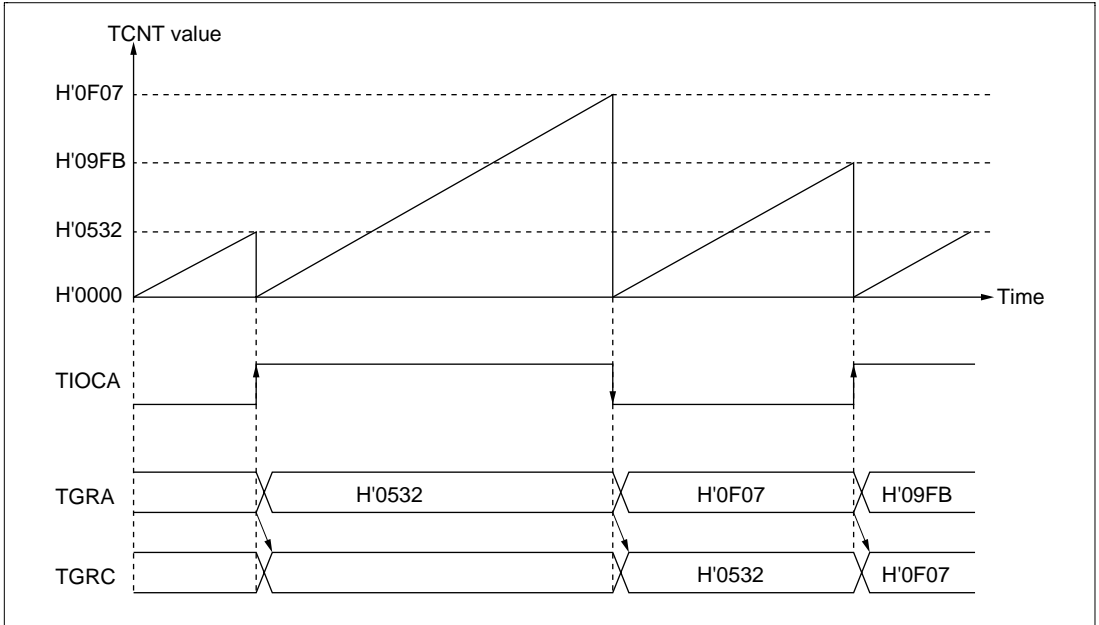 TCNT value
H'0F07
H'09FB
H'0532
H'0000
Time
TIOCA
TGRA
H'0532
H'0F07
H'09FB
TGRC
H'0532
H'0F07